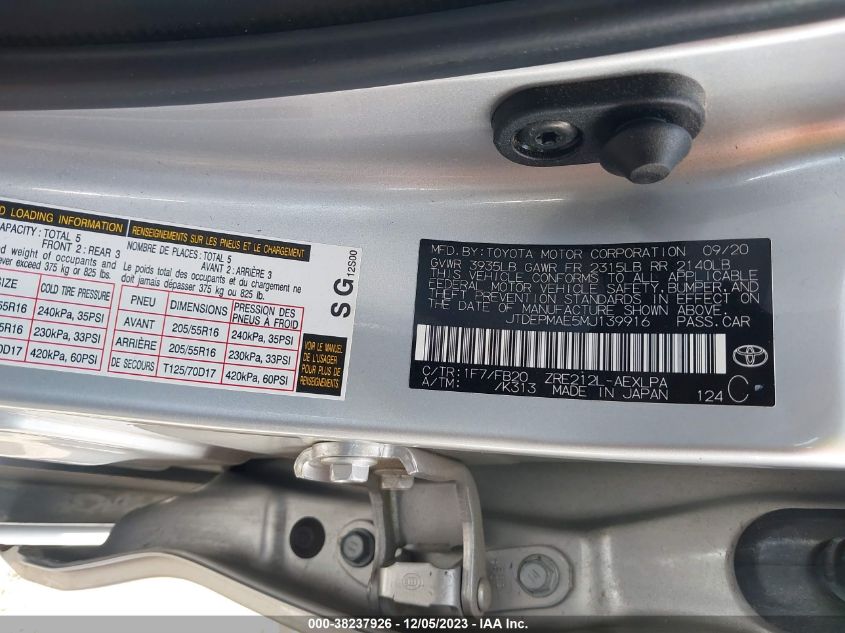 D LOADING INFORMATION
CAPACITY : TOTAL 5
FRONT 2 : REAR 3
d weight of occupants and
ever exceed 375 kg or 825 lbs.
SIZE COLD TIRE PRESSURE
55R16 240kPa, 35PSI
55R16 230kPa, 33PSI
0D17 420kPa, 60PSI
RENSEIGNEMENTS SUR LES PNEUS ET LE CHARGEMENT
NOMBRE DE PLACES : TOTAL 5
AVANT 2 : ARRIÈRE 3
Le poids total des occupants et du chargement ne
doit jamais dépasser 375 kg ou 825 lb.
PNEU DIMENSIONS PRESSION DES PNEUS À FROID
AVANT 205/55R16 240kPa, 35PSI
ARRIÈRE 205/55R16 230kPa, 33PSI
DE SECOURS T125/70D17 420kPa, 60PSI
VOIR LE MANUEL
DE L'USAGER
POUR PLUS DE
RENSEIGNEMENTS
SG 12S00
MFD. BY: TOYOTA MOTOR CORPORATION 09/20
GVWR 3935LB GAWR FR 2315LB RR 2140LB
THIS VEHICLE CONFORMS TO ALL APPLICABLE
FEDERAL MOTOR VEHICLE SAFETY, BUMPER, AND
THEFT PREVENTION STANDARDS IN EFFECT ON
THE DATE OF MANUFACTURE SHOWN ABOVE.
JTDEPMAE5MJ139916 PASS. CAR
TOYOTA
C/TR: 1F7/FB20 ZRE212L-AEXLPA
A/TM: /K313 MADE IN JAPAN 124 C
000-38237926 - 12/05/2023 - IAA Inc.